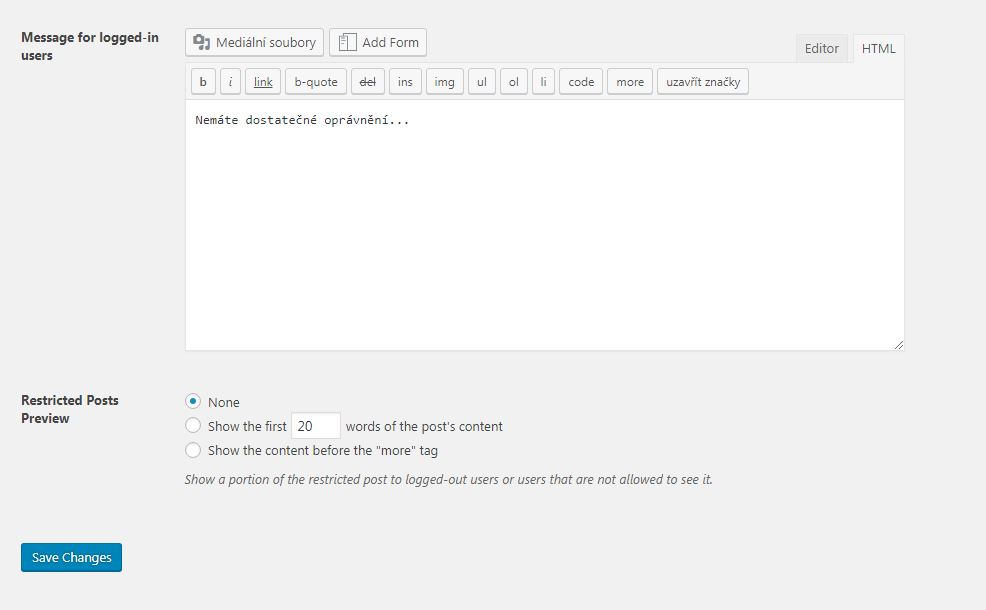 Message for logged-in
users
Mediální soubory Add Form
Editor HTML
b i link b-quote del ins img ul ol li code more uzavřít značky
Nemáte dostatečné oprávnění...
Restricted Posts
Preview
None
Show the first 20 words of the post's content
Show the content before the "more" tag
Show a portion of the restricted post to logged-out users or users that are not allowed to see it.
Save Changes